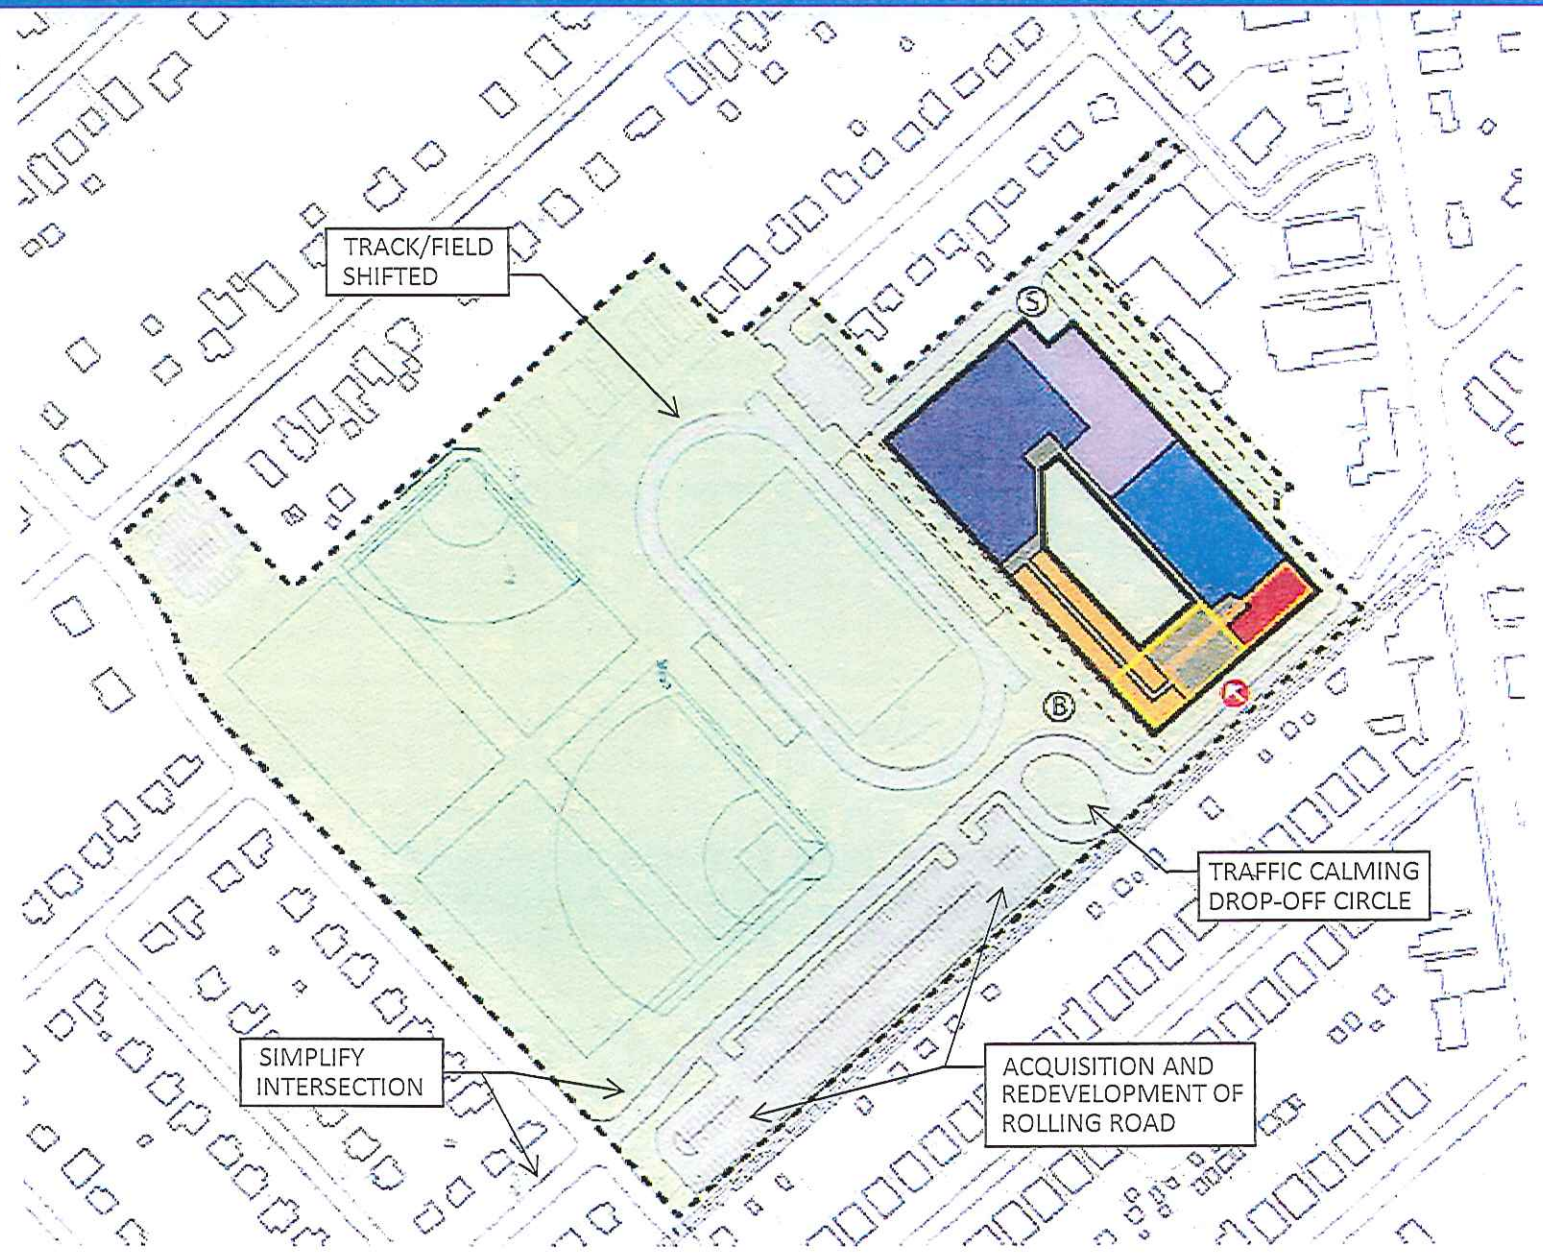 TRACK/FIELD
SHIFTED
S
B
TRAFFIC CALMING
DROP-OFF CIRCLE
SIMPLIFY
INTERSECTION
ACQUISITION AND
REDEVELOPMENT OF
ROLLING ROAD